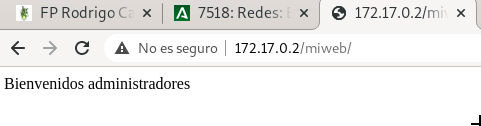 FP Rodrigo Ca
7518: Redes:
172.17.0.2/miw
No es seguro | 172.17.0.2/miweb/
Bienvenidos administradores